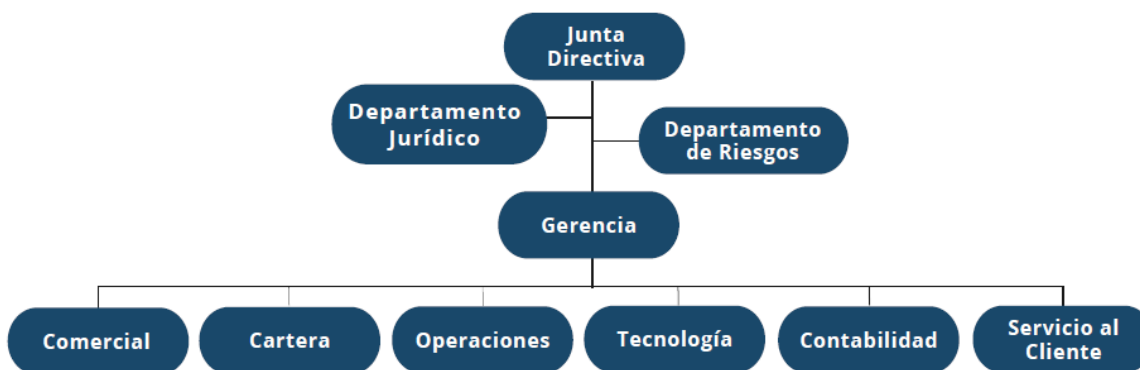 Junta
Directiva
Departamento
Jurídico
Departamento
de Riesgos
Gerencia
Comercial
Cartera
Operaciones
Tecnología
Contabilidad
Servicio al
Cliente